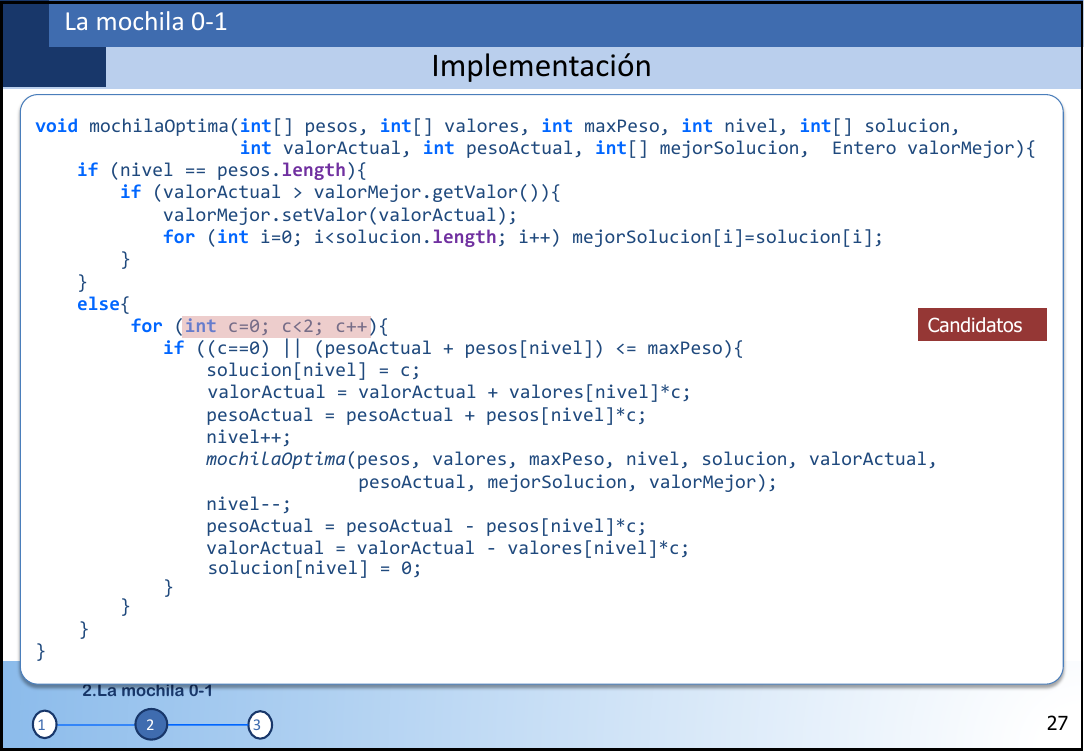 La mochila 0-1
Implementación
void mochilaOptima(int[] pesos, int[] valores, int maxPeso, int nivel, int[] solucion,
int valorActual, int pesoActual, int[] mejorSolucion,  Entero valorMejor){
if (nivel == pesos.length){
if (valorActual > valorMejor.getValor()){
valorMejor.setValor(valorActual);
for (int i=0; i<solucion.length; i++) mejorSolucion[i]=solucion[i];
}
}
else{
for (int c=0; c<2; c++){
Candidatos
if ((c==0) || (pesoActual + pesos[nivel]) <= maxPeso){
solucion[nivel] = c;
valorActual = valorActual + valores[nivel]*c;
pesoActual = pesoActual + pesos[nivel]*c;
nivel++;
mochilaOptima(pesos, valores, maxPeso, nivel, solucion, valorActual,
pesoActual, mejorSolucion, valorMejor);
nivel--;
pesoActual = pesoActual - pesos[nivel]*c;
valorActual = valorActual - valores[nivel]*c;
solucion[nivel] = 0;
}
}
}
}
2.La mochila 0-1
1 2 3
27